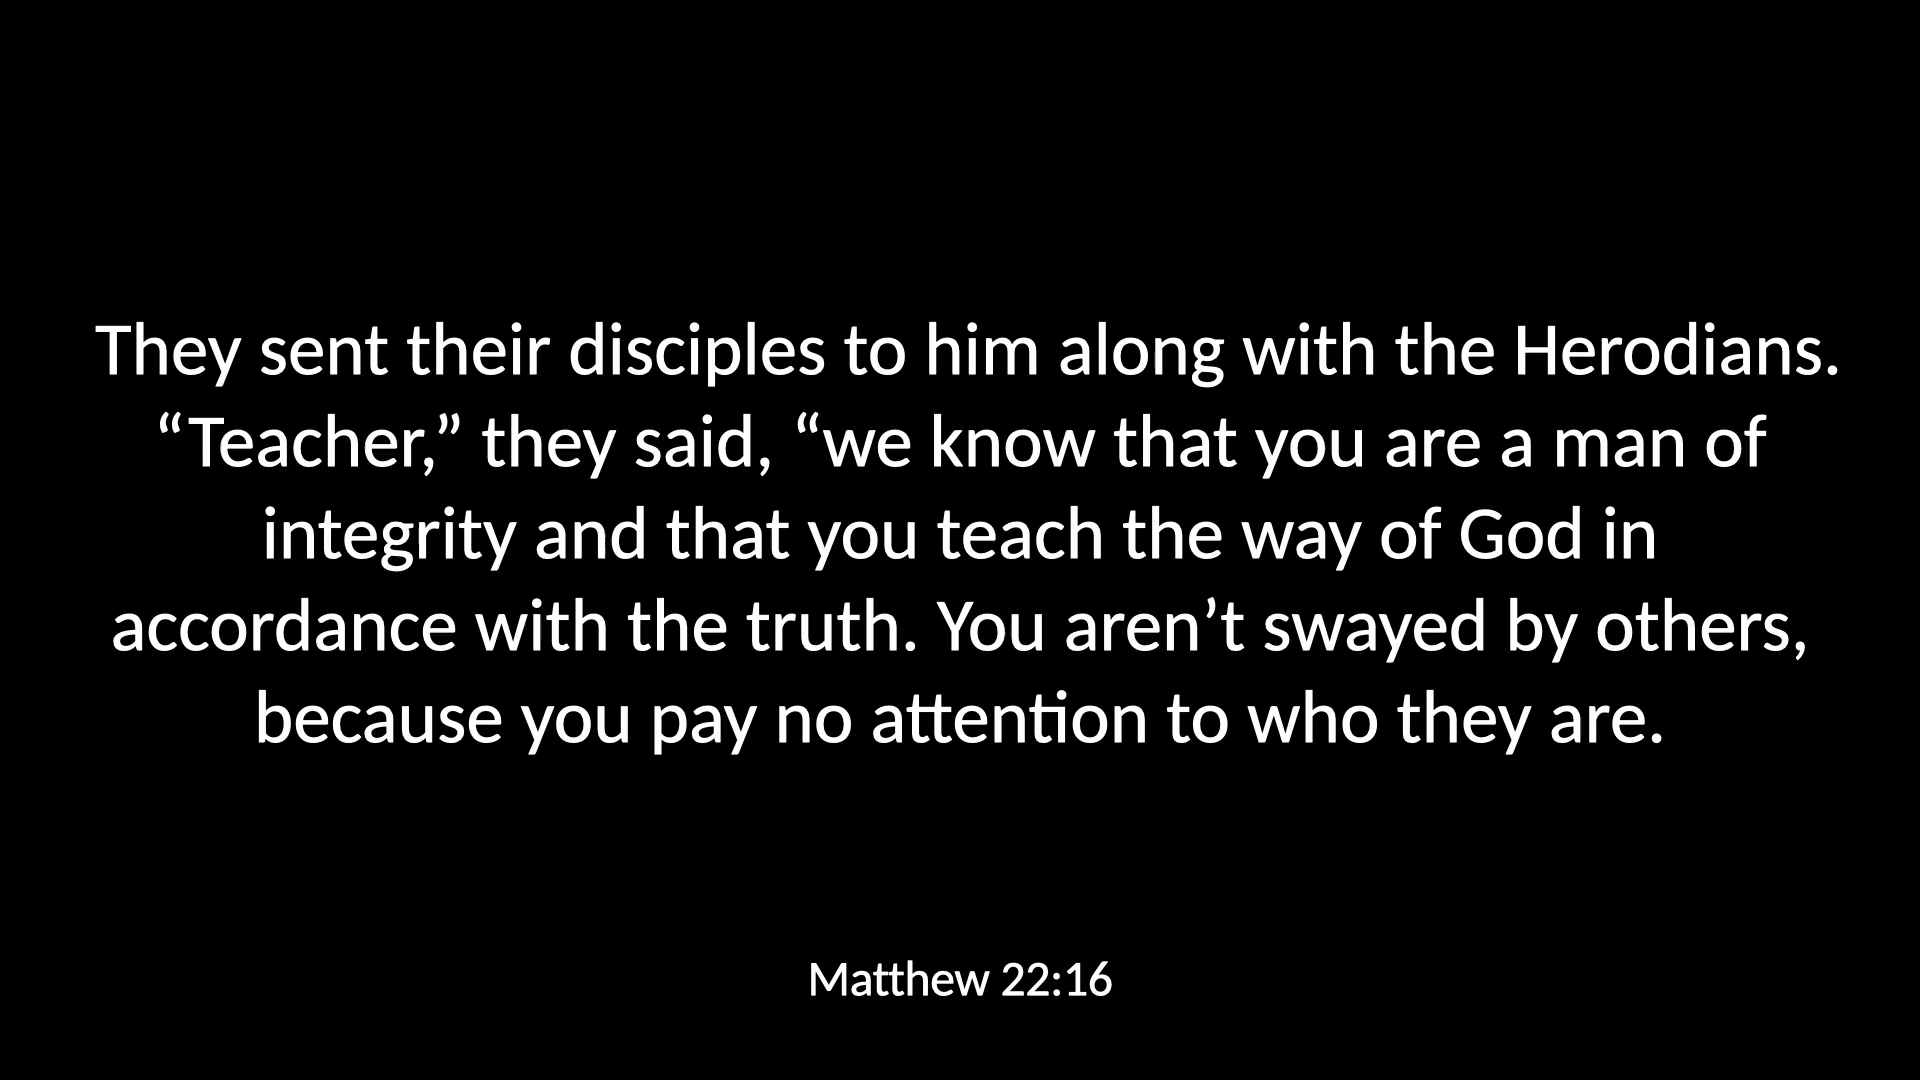 They sent their disciples to him along with the Herodians.
“Teacher,” they said, “we know that you are a man of
integrity and that you teach the way of God in
accordance with the truth. You aren’t swayed by others,
because you pay no attention to who they are.
Matthew 22:16